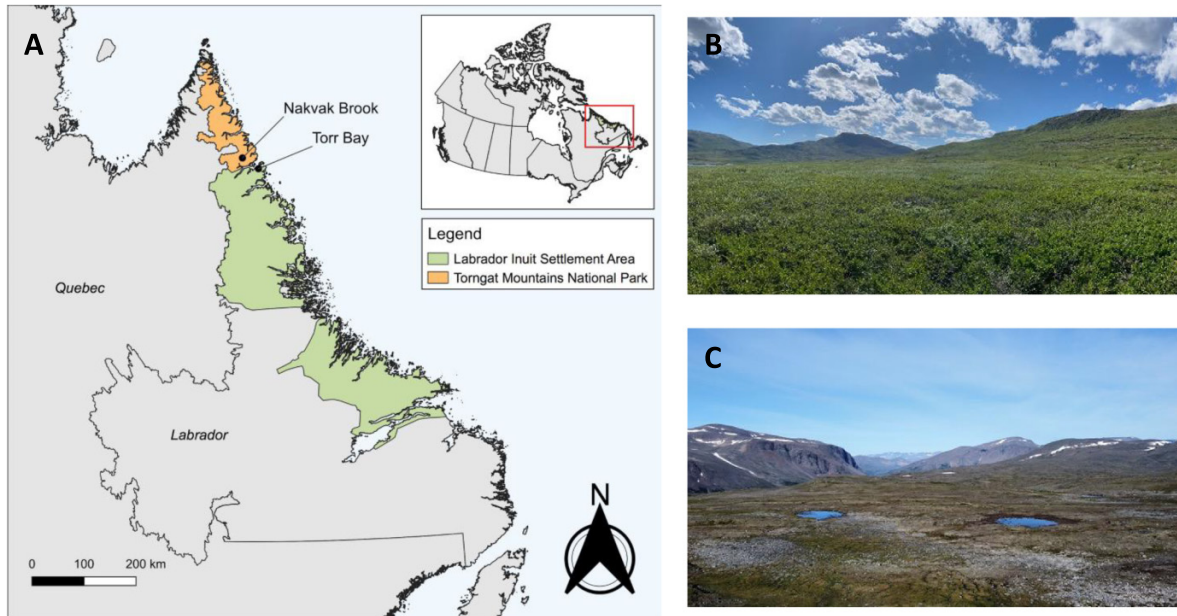 A
Nakvak Brook
Torr Bay
Legend
Labrador Inuit Settlement Area
Torngat Mountains National Park
Quebec
Labrador
N
0 100 200 km
B
C